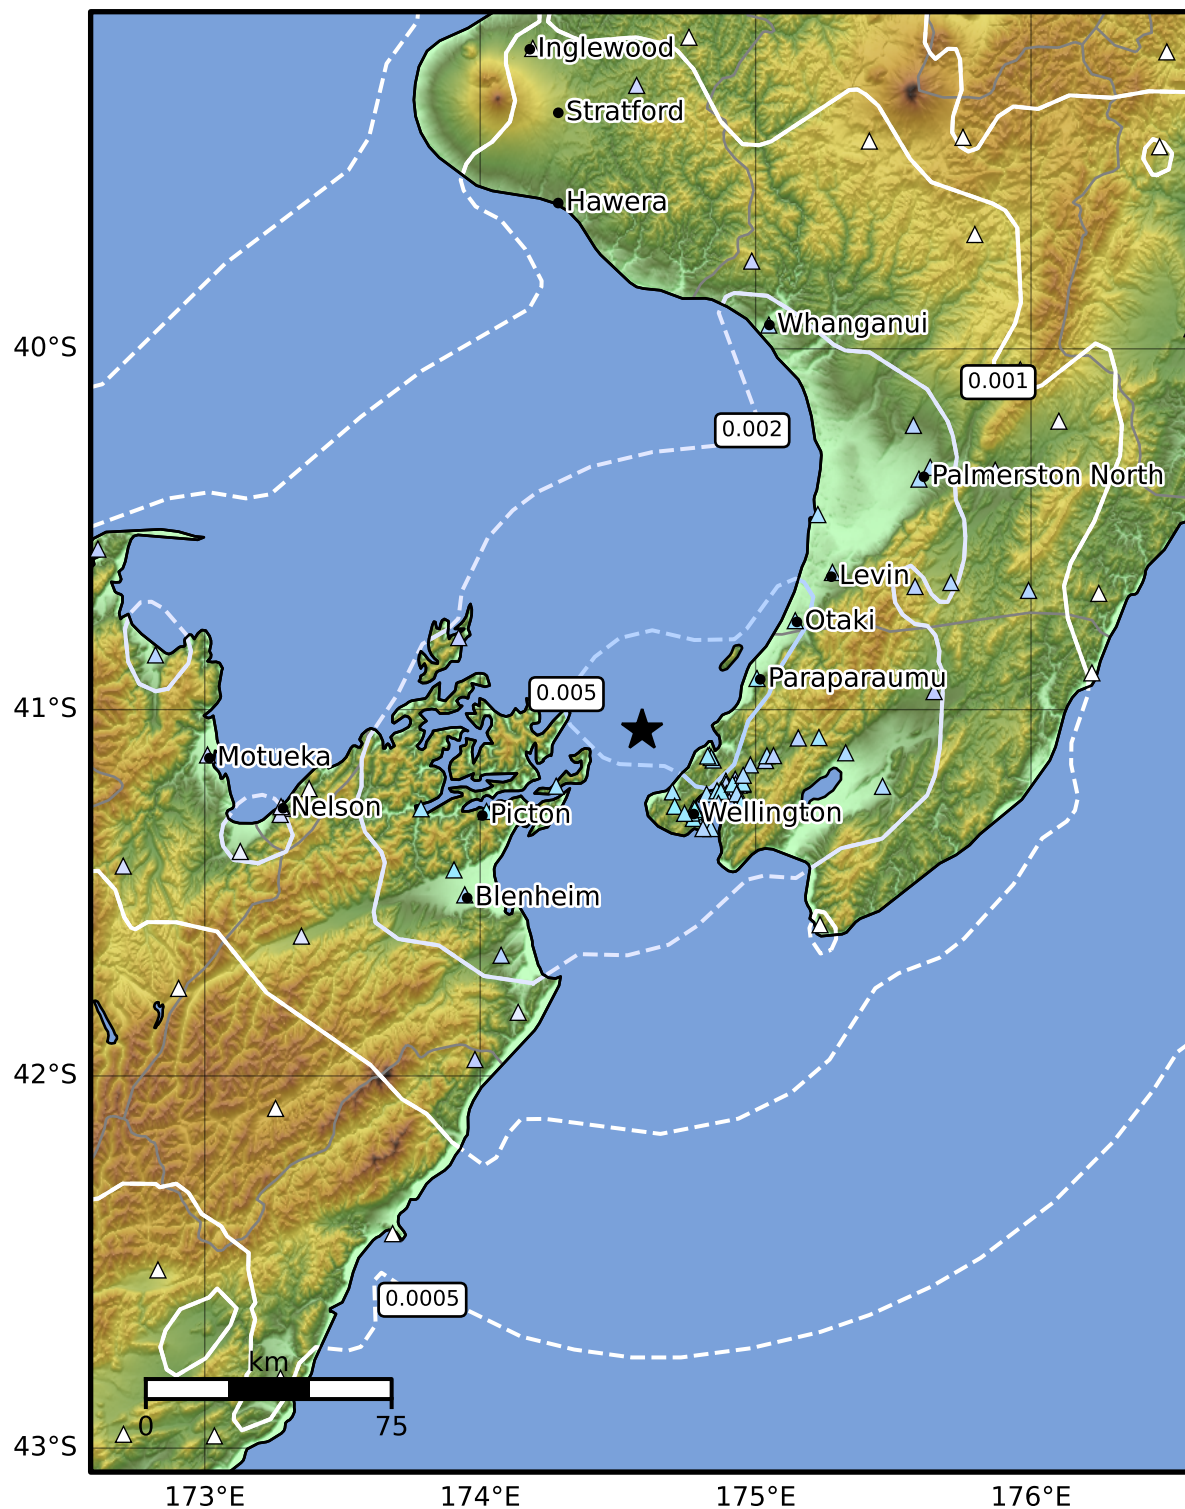 Inglewood
Stratford
Hawera
Whanganui
40°S
0.001
0.002
Palmerston North
Levin
Otaki
Paraparaumu
0.005
41°S
Motueka
Nelson
Picton
Wellington
Blenheim
42°S
0.0005
km
0 75
43°S
173°E 174°E 175°E 176°E